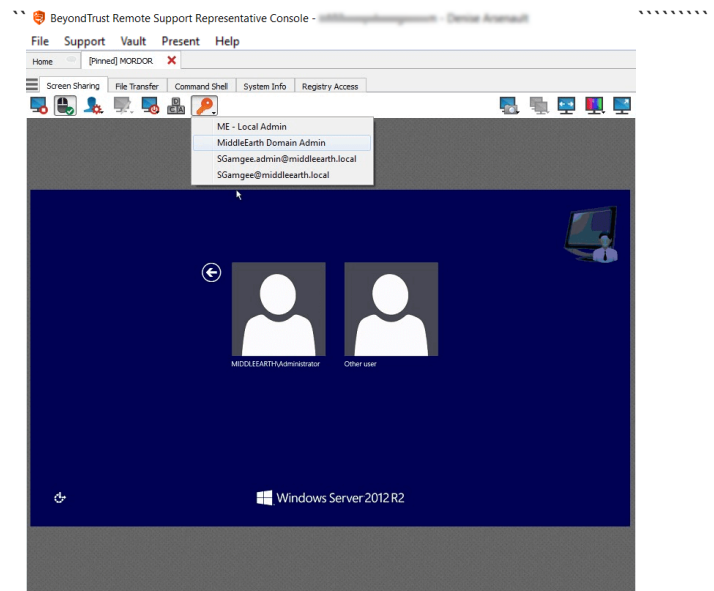 BeyondTrust Remote Support Representative Console -
File Support Vault Present Help
Home [Pinned] MORDOR
Screen Sharing File Transfer Command Shell System Info Registry Access
CTA
ME - Local Admin
MiddleEarth Domain Admin
SGamgee.admin@middleearth.local
SGamgee@middleearth.local
MIDDLEEARTH\Administrator Other user
Windows Server 2012 R2